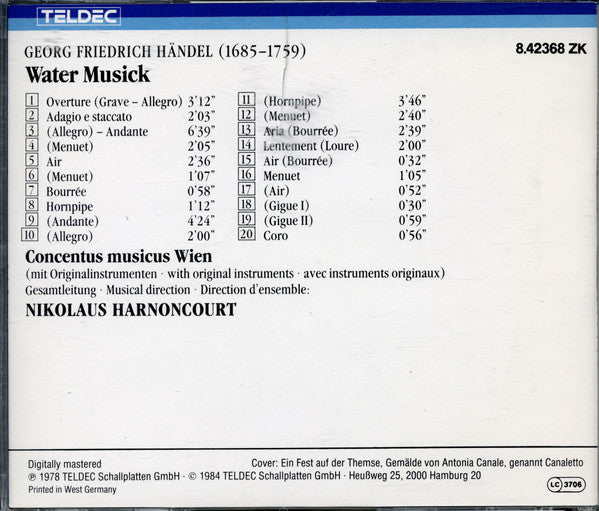 TELDEC
GEORG FRIEDRICH HÄNDEL (1685–1759) 8.42368 ZK
Water Musick
1 Overture (Grave – Allegro) 3'12"
2 Adagio e staccato 2'03"
3 (Allegro) – Andante 6'39"
4 (Menuet) 2'05"
5 Air 2'36"
6 (Menuet) 1'07"
7 Bourrée 0'58"
8 Hornpipe 1'12"
9 (Andante) 4'24"
10 (Allegro) 2'00"
11 (Hornpipe) 3'46"
12 (Menuet) 2'40"
13 Aria (Bourrée) 2'39"
14 Lentement (Loure) 2'00"
15 Air (Bourrée) 0'32"
16 Menuet 1'05"
17 (Air) 0'52"
18 (Gigue I) 0'30"
19 (Gigue II) 0'59"
20 Coro 0'56"
Concentus musicus Wien
(mit Originalinstrumenten · with original instruments · avec instruments originaux)
Gesamtleitung · Musical direction · Direction d'ensemble:
NIKOLAUS HARNONCOURT
Digitally mastered Cover: Ein Fest auf der Themse, Gemälde von Antonia Canale, genannt Canaletto
℗ 1978 TELDEC Schallplatten GmbH · © 1984 TELDEC Schallplatten GmbH · Heußweg 25, 2000 Hamburg 20
Printed in West Germany
LC 3706